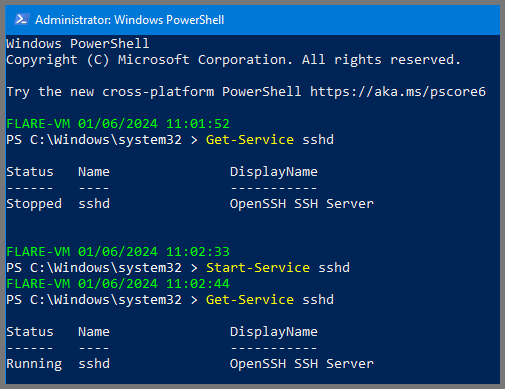 Administrator: Windows PowerShell
Windows PowerShell
Copyright (C) Microsoft Corporation. All rights reserved.
Try the new cross-platform PowerShell https://aka.ms/pscore6
FLARE-VM 01/06/2024 11:01:52
PS C:\Windows\system32 > Get-Service sshd
Status   Name               DisplayName
------   ----               -----------
Stopped  sshd               OpenSSH SSH Server
FLARE-VM 01/06/2024 11:02:33
PS C:\Windows\system32 > Start-Service sshd
FLARE-VM 01/06/2024 11:02:44
PS C:\Windows\system32 > Get-Service sshd
Status   Name               DisplayName
------   ----               -----------
Running  sshd               OpenSSH SSH Server